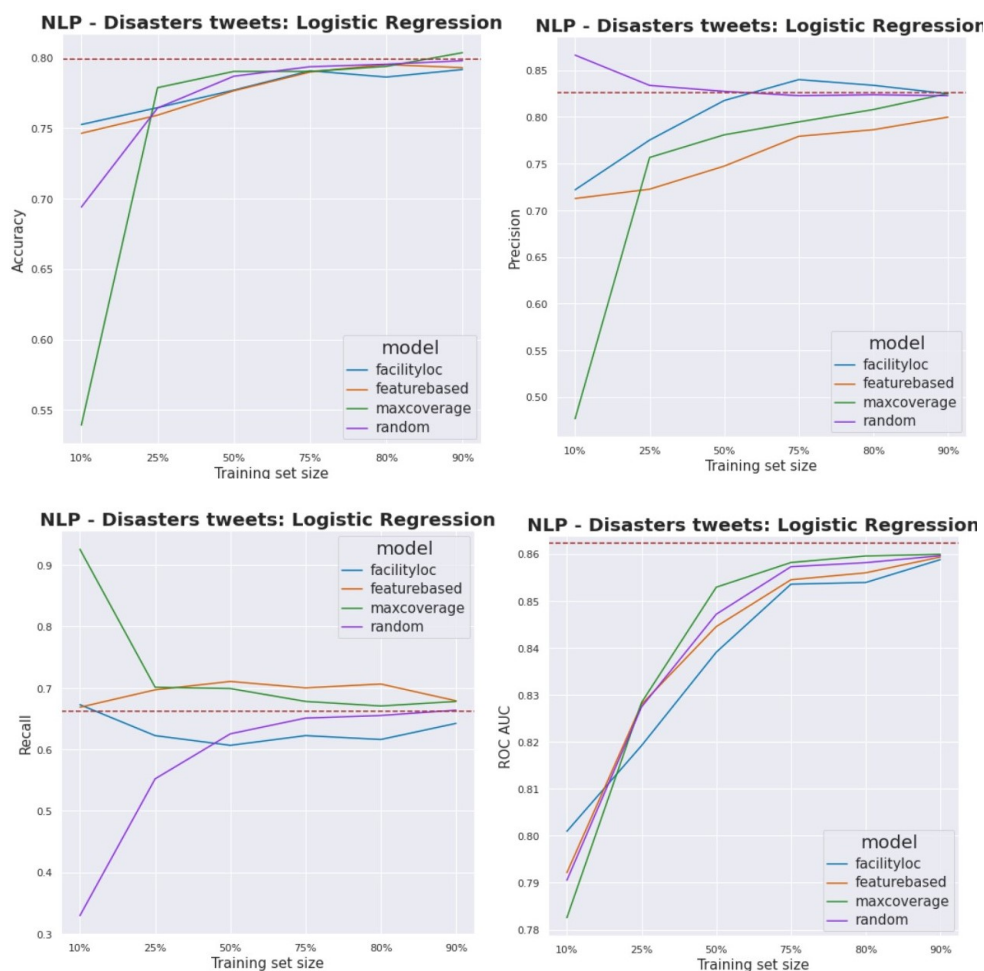 NLP - Disasters tweets: Logistic Regression
Accuracy
0.80
0.75
0.70
0.65
0.60
0.55
model
facilityloc
featurebased
maxcoverage
random
10% 25% 50% 75% 80% 90%
Training set size
NLP - Disasters tweets: Logistic Regression
Precision
0.85
0.80
0.75
0.70
0.65
0.60
0.55
0.50
model
facilityloc
featurebased
maxcoverage
random
10% 25% 50% 75% 80% 90%
Training set size
NLP - Disasters tweets: Logistic Regression
Recall
0.9
0.8
0.7
0.6
0.5
0.4
0.3
model
facilityloc
featurebased
maxcoverage
random
10% 25% 50% 75% 80% 90%
Training set size
NLP - Disasters tweets: Logistic Regression
ROC AUC
0.86
0.85
0.84
0.83
0.82
0.81
0.80
0.79
0.78
model
facilityloc
featurebased
maxcoverage
random
10% 25% 50% 75% 80% 90%
Training set size